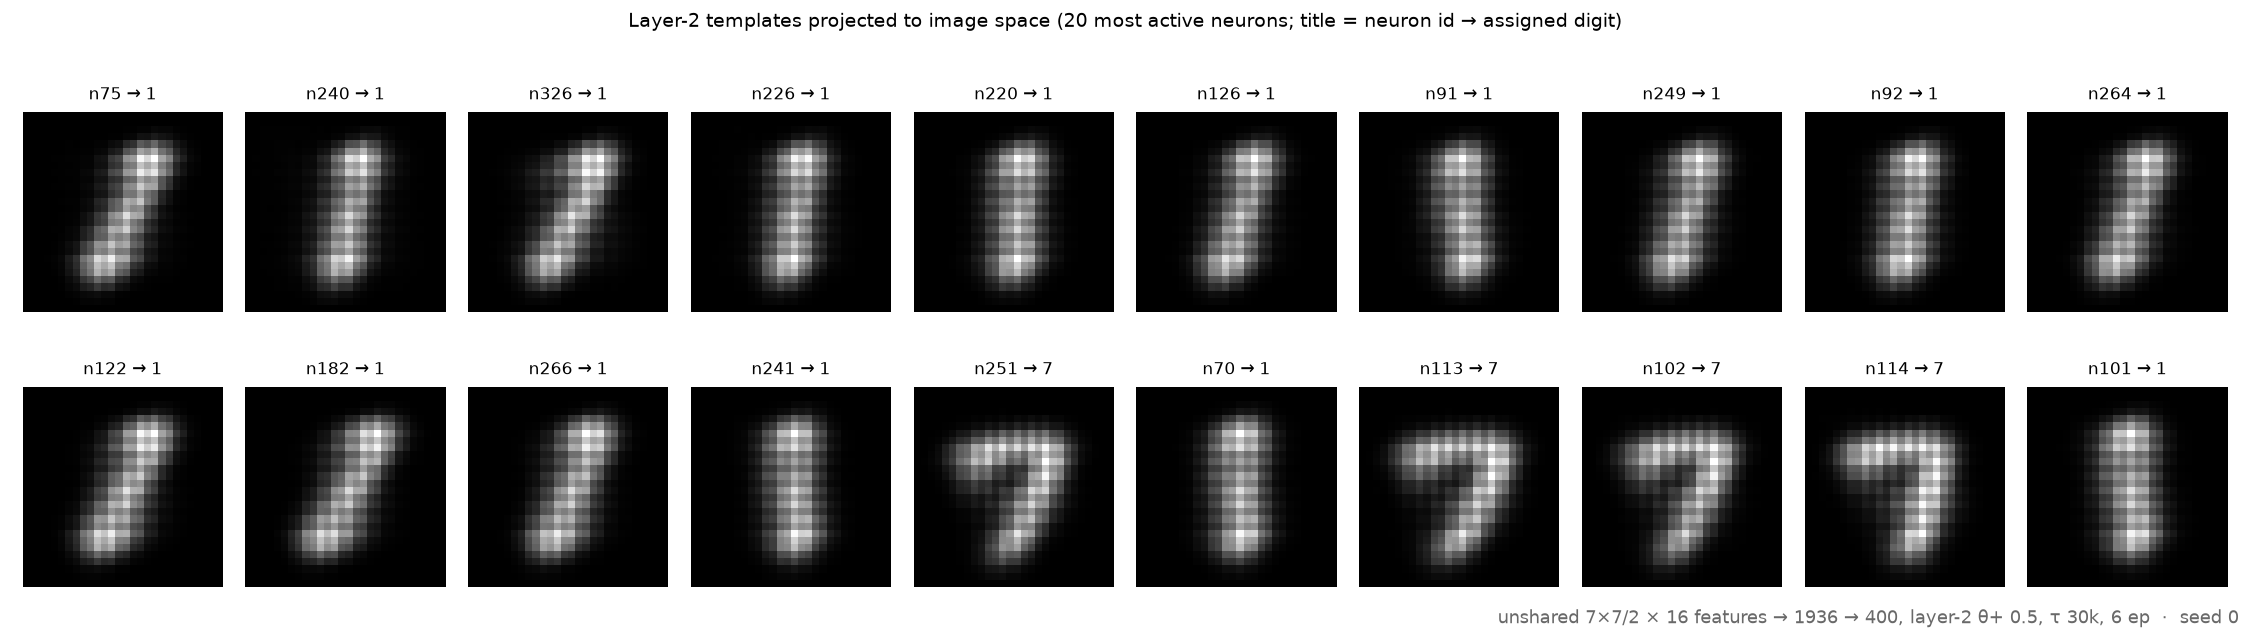 Layer-2 templates projected to image space (20 most active neurons; title = neuron id → assigned digit)
n75 → 1 n240 → 1 n326 → 1 n226 → 1 n220 → 1 n126 → 1 n91 → 1 n249 → 1 n92 → 1 n264 → 1
n122 → 1 n182 → 1 n266 → 1 n241 → 1 n251 → 7 n70 → 1 n113 → 7 n102 → 7 n114 → 7 n101 → 1
unshared 7×7/2 × 16 features → 1936 → 400, layer-2 θ+ 0.5, τ 30k, 6 ep · seed 0